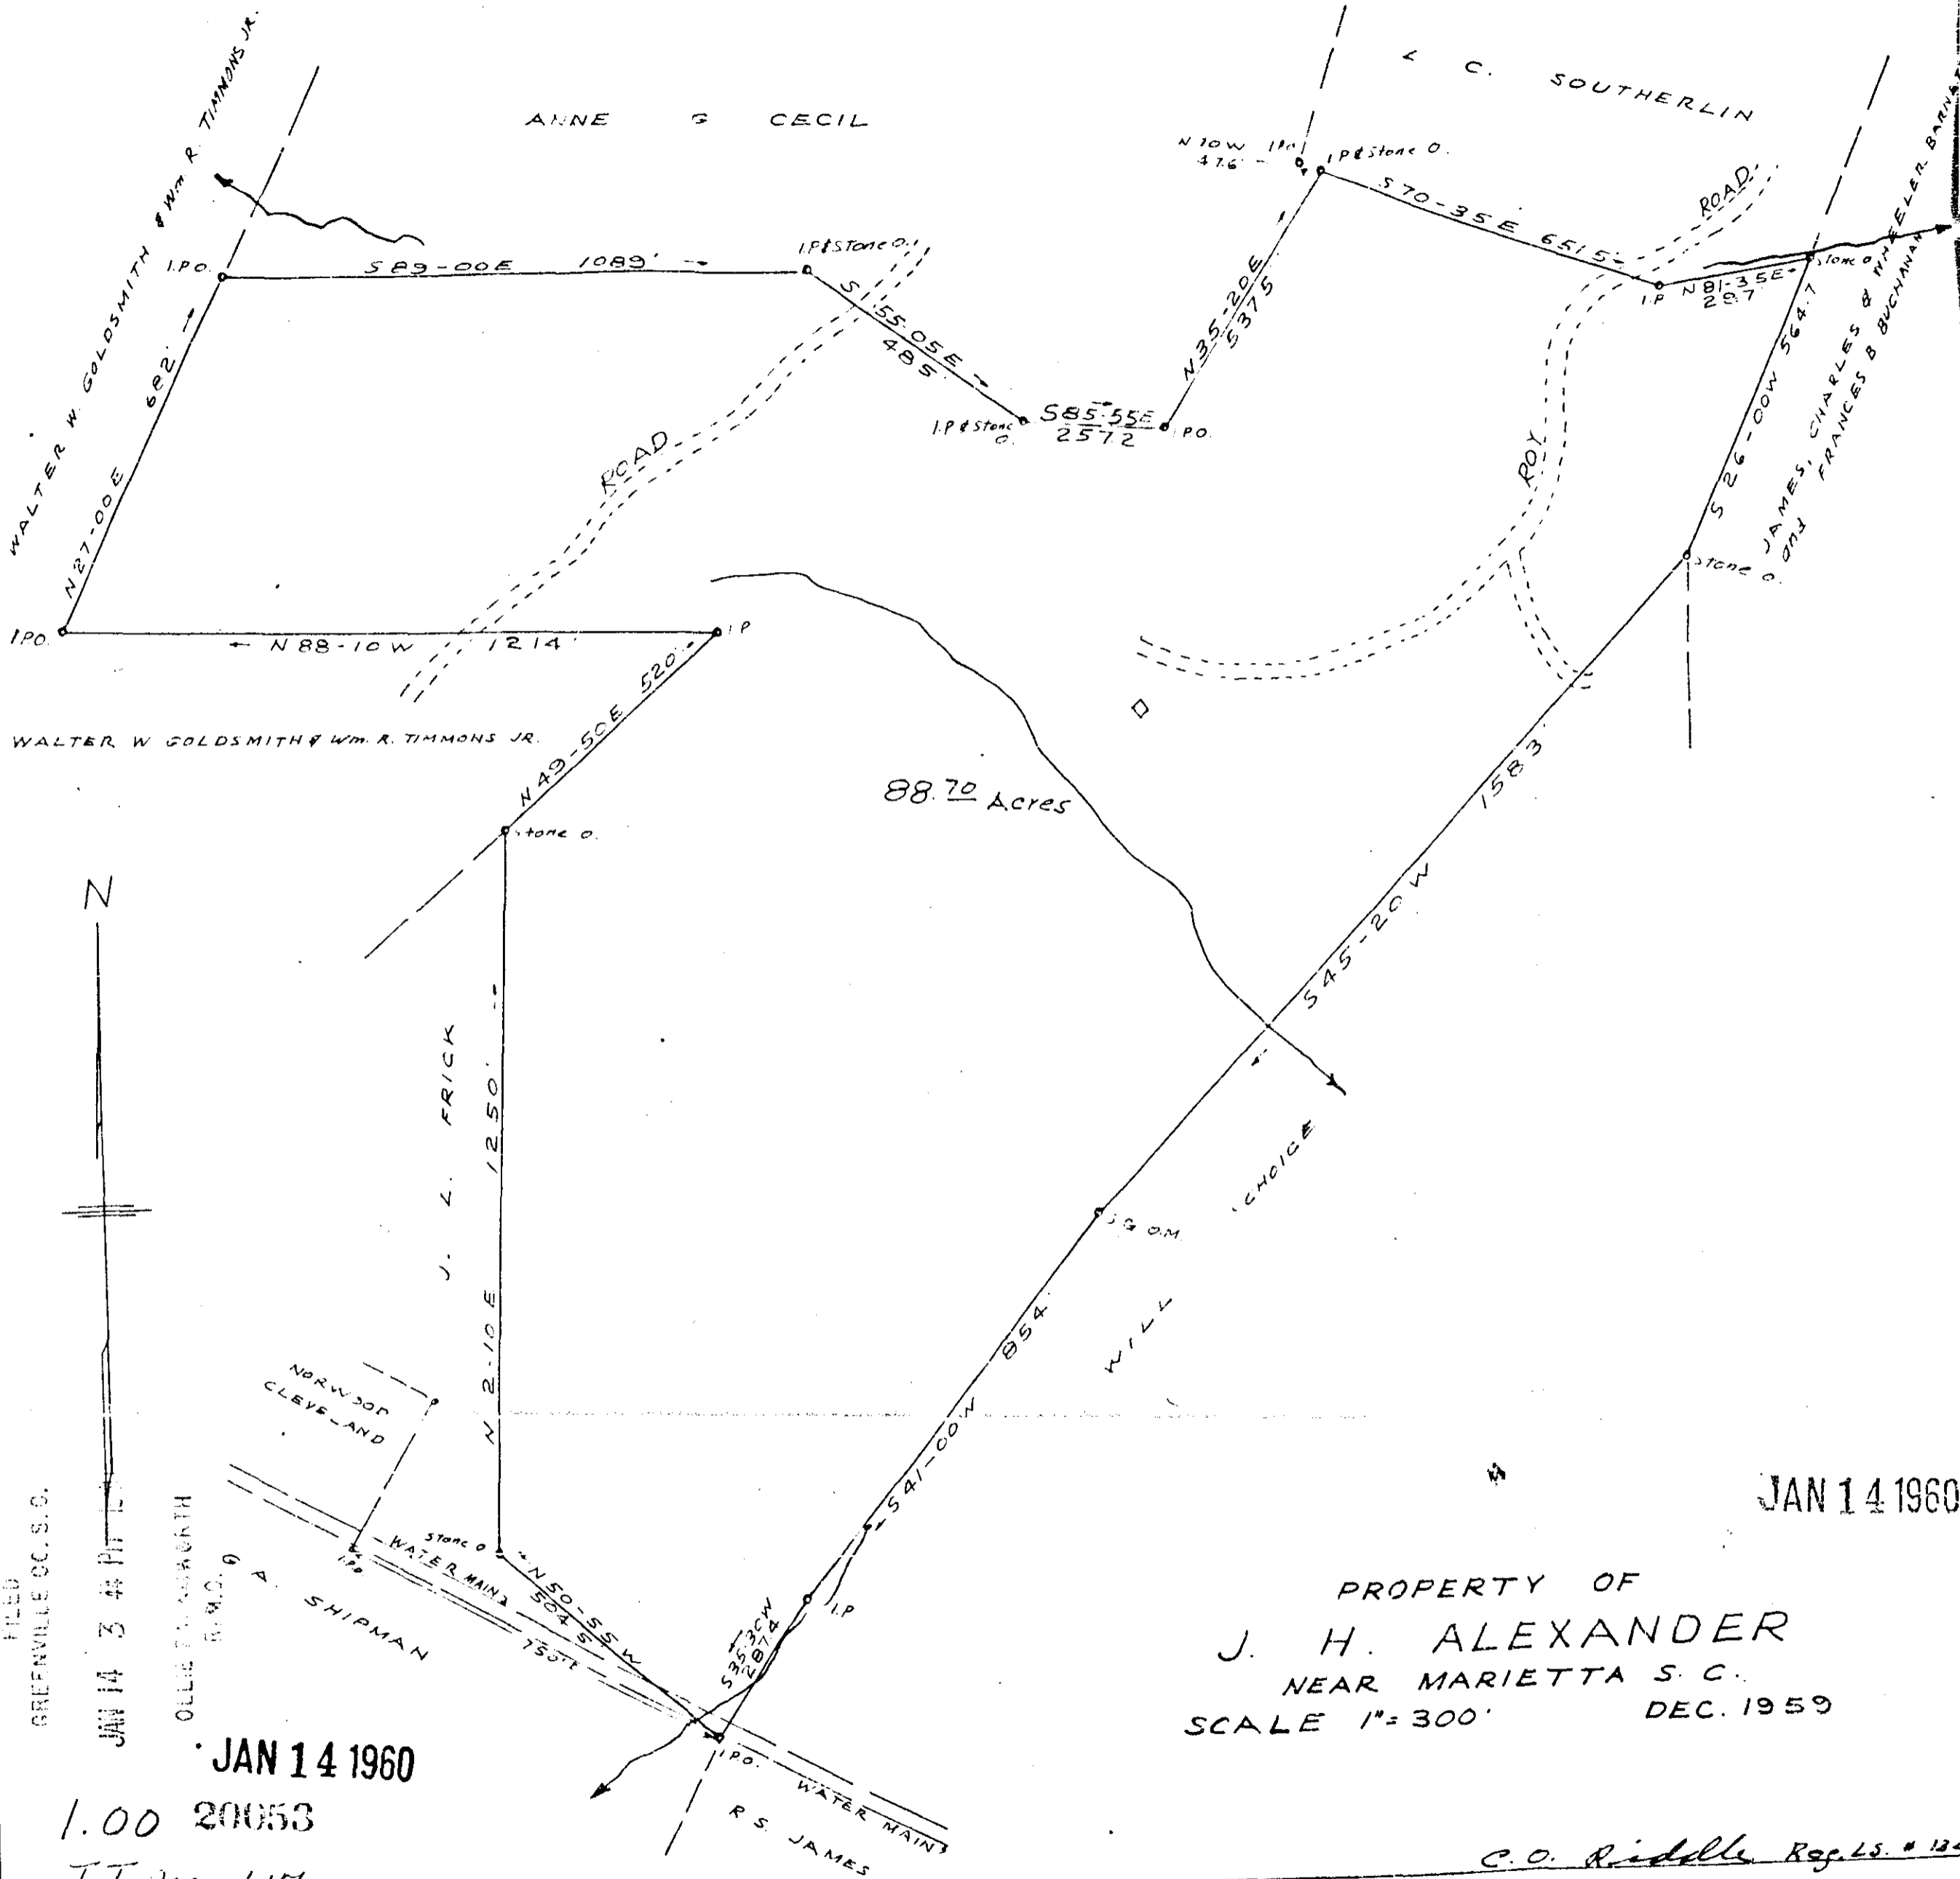 WALTER W. GOLDSMITH & Wm. R. TIMMONS JR.
ANNE G CECIL
L C. SOUTHERLIN
N 70W I.P.O.
47.6'
I.P & Stone O.
S 70-35 E 651.5
ROAD
I.P.O.
S 89-00 E 1089'
I.P & Stone O.
Stone O.
I.P
N 81-35 E
297
682'
N 27-00 E
S 55-05 E
485
N 35-20 E
537.5
S 26-00 W 564.7
JAMES, CHARLES & WHEELER BARNETT
and FRANCES B BUCHANAN
I.P & Stone
O.
S 85-55 E
257.2
I.P.O.
ROAD
ROY
Stone O.
I.P.O.
N 88-10 W 1214'
I.P
N 49-50 E 520'
WALTER W GOLDSMITH & Wm. R. TIMMONS JR.
88.70 Acres
Stone O.
1583'
S 45-20 W
N
J. L. FRICK
N 2-10 E 1250'
O.M.
WILL CHOICE
854'
S 41-00 W
NORWOOD
CLEVELAND
I.P.O.
Stone O
WATER MAINS
N 50-55 W
504.5
750'±
A. SHIPMAN
I.P
S 35-30 W
287.4
I.P.O.
WATER MAINS
R S. JAMES
JAN 14 1960
PROPERTY OF
J. H. ALEXANDER
NEAR MARIETTA S. C.
SCALE 1"=300' DEC. 1959
FILED
GREENVILLE CO. S. C.
JAN 14 3
R.M.C.
JAN 14 1960
1.00 20053
C. O. Riddle Reg. L.S. #